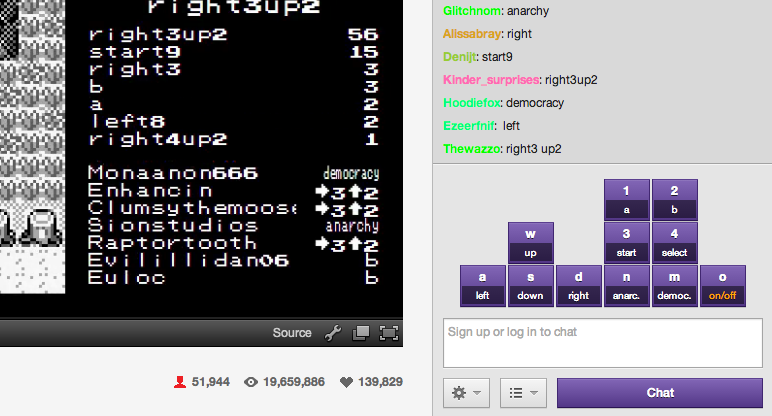 right3up2
right3up2 56
start9 15
right3 3
b 3
a 2
left8 2
right4up2 1
Monaanon666 democracy
Enhancin ➔3⬆2
Clumsythemoose ➔3⬆2
Sionstudios anarchy
Raptortooth ➔3⬆2
Evilillidan06 b
Euloc b
Source
51,944 19,659,886 139,829
Glitchnom: anarchy
Alissabray: right
Denijt: start9
Kinder_surprises: right3up2
Hoodiefox: democracy
Ezeerfnif: left
Thewazzo: right3 up2
1 2
a b
w 3 4
up start select
a s d n m o
left down right anarc. democ. on/off
Sign up or log in to chat
Chat